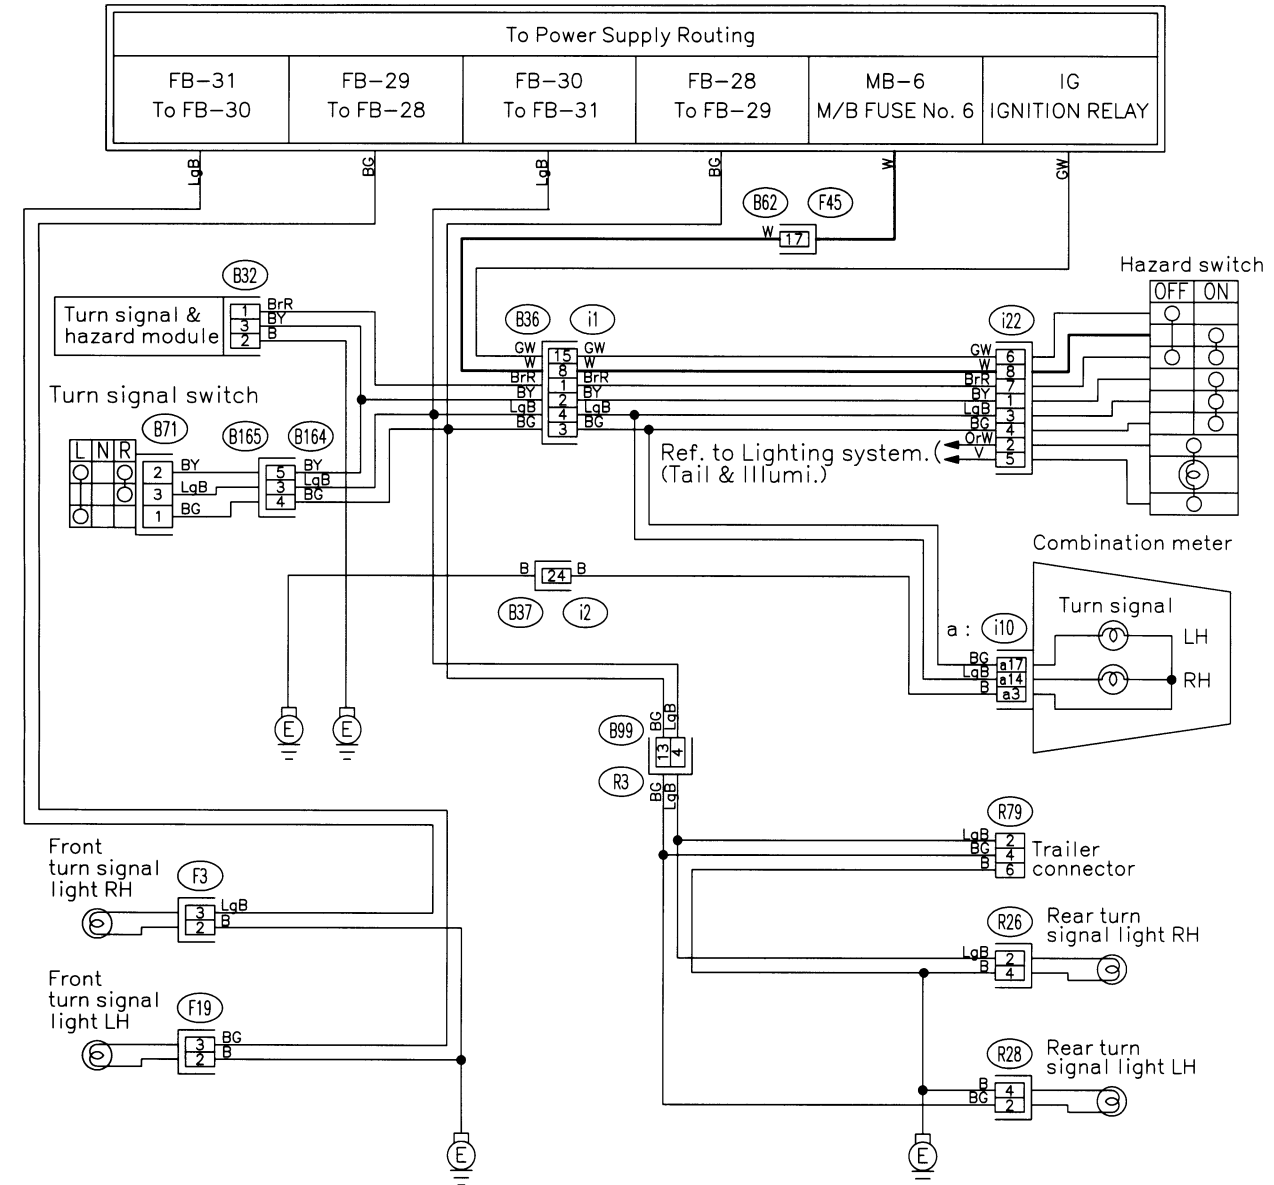 To Power Supply Routing
FB-31
To FB-30
FB-29
To FB-28
FB-30
To FB-31
FB-28
To FB-29
MB-6
M/B FUSE No. 6
IG
IGNITION RELAY
LgB
BG
LgB
BG
W
GW
B62
F45
W
17
Hazard switch
OFF
ON
B32
Turn signal &
hazard module
1
3
2
BrR
BY
B
B36
i1
i22
GW
15
GW
GW
6
W
8
W
W
8
BrR
1
BrR
BrR
7
BY
2
BY
BY
1
LgB
4
LgB
LgB
3
BG
3
BG
BG
4
OrW
2
V
5
Ref. to Lighting system.(
(Tail & Illumi.)
Turn signal switch
B71
B165
B164
L
N
R
2
BY
5
BY
3
LgB
3
LgB
1
BG
4
BG
B
24
B
B37
i2
Combination meter
Turn signal
LH
RH
a :
i10
BG
a17
LgB
a14
B
a3
E
E
BG
LgB
B99
13
4
R3
BG
LgB
R79
LgB
2
BG
4
B
6
Trailer
connector
Front
turn signal
light RH
F3
3
LgB
2
B
R26
Rear turn
signal light RH
LgB
2
B
4
Front
turn signal
light LH
F19
3
BG
2
B
R28
Rear turn
signal light LH
B
4
BG
2
E
E